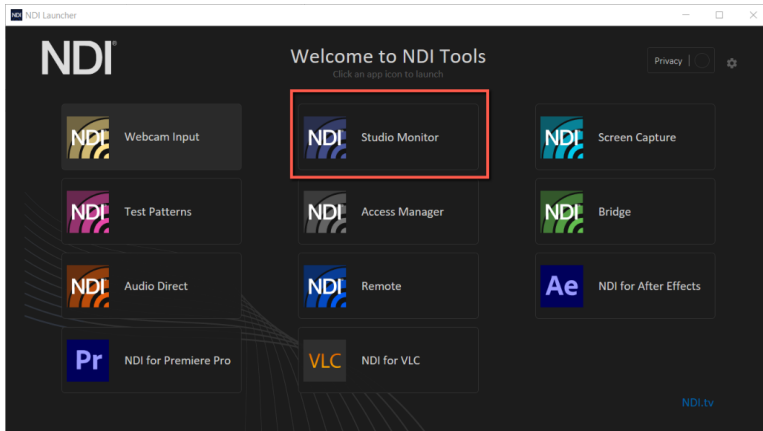 NDI NDI Launcher
NDI®
Welcome to NDI Tools
Click an app icon to launch
Privacy |
NDI Webcam Input
NDI Studio Monitor
NDI Screen Capture
NDI Test Patterns
NDI Access Manager
NDI Bridge
NDI Audio Direct
NDI Remote
Ae NDI for After Effects
Pr NDI for Premiere Pro
VLC NDI for VLC
NDI.tv